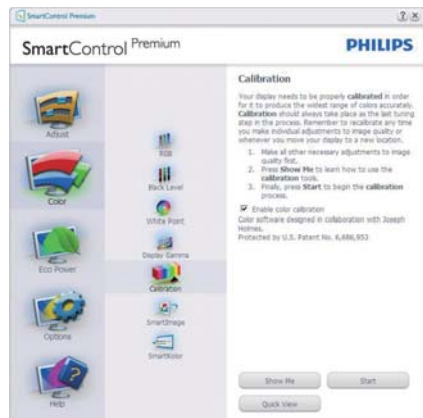 SmartControl Premium
SmartControl Premium
PHILIPS
Adjust
Color
Eco Power
Options
Help
RGB
Black Level
White Point
Display Gamma
Calibration
SmartImage
SmartKolor
Calibration
Your display needs to be properly calibrated in order
for it to produce the widest range of colors accurately.
Calibration should always take place as the last tuning
step in the process. Remember to recalibrate any time
you make individual adjustments to image quality or
whenever you move your display to a new location.
1. Make all other necessary adjustments to image
quality first.
2. Press Show Me to learn how to use the
calibration tools.
3. Finally, press Start to begin the calibration
process.
Enable color calibration
Color software designed in collaboration with Joseph
Holmes.
Protected by U.S. Patent No. 6,686,953
Show Me
Start
Quick View